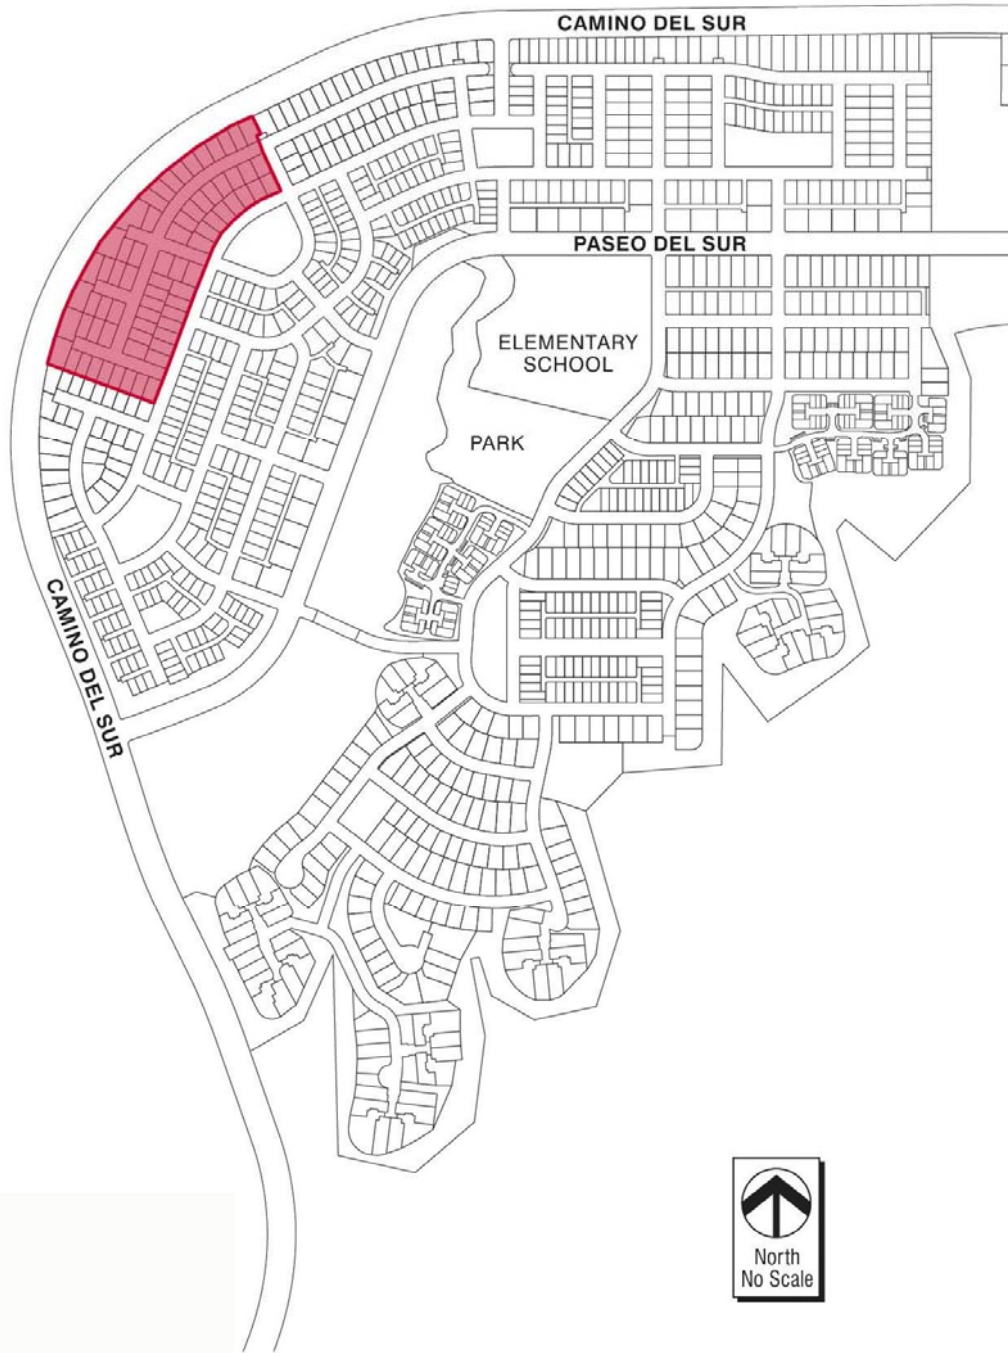 CAMINO DEL SUR
PASEO DEL SUR
ELEMENTARY
SCHOOL
PARK
CAMINO DEL SUR
North
No Scale